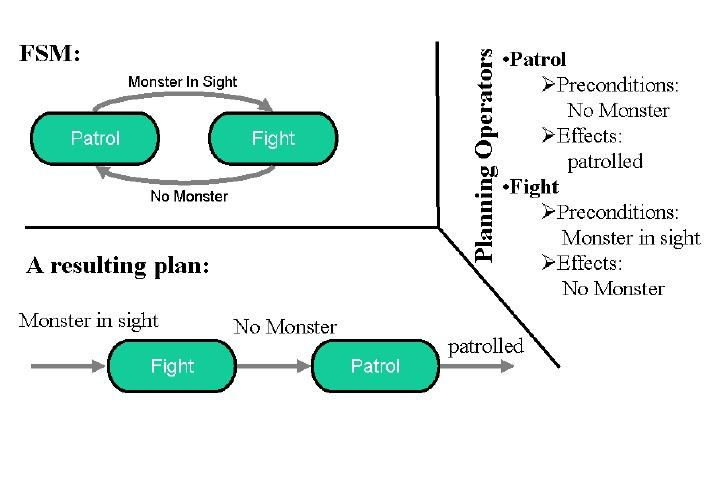 FSM:
Monster In Sight
Patrol
Fight
No Monster
Planning Operators
•Patrol
➢Preconditions:
No Monster
➢Effects:
patrolled
•Fight
➢Preconditions:
Monster in sight
➢Effects:
No Monster
A resulting plan:
Monster in sight
Fight
No Monster
Patrol
patrolled